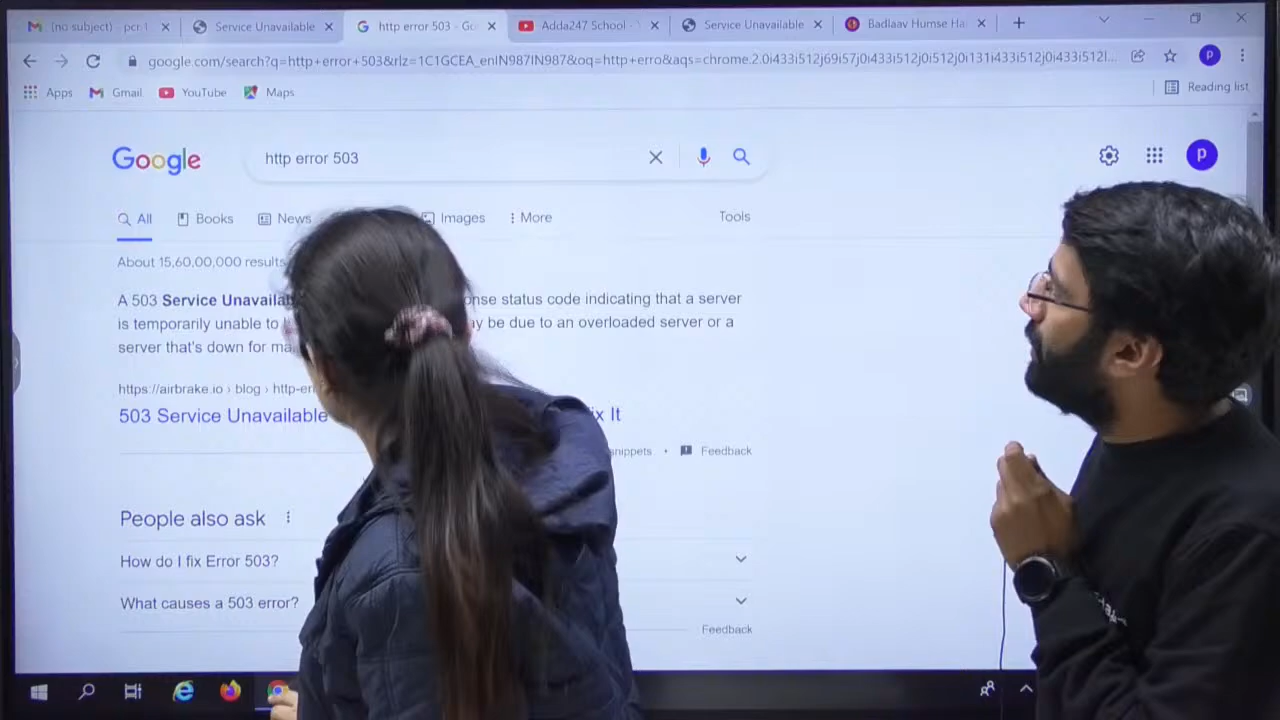 (no subject) - pcr.
Service Unavailable
http error 503 - Go
Adda247 School -
Service Unavailable
Badlaav Humse Ha
google.com/search?q=http+error+503&rlz=1C1GCEA_enIN987IN987&oq=http+erro&aqs=chrome.2.0i433i512j69i57j0i433i512j0i512j0i131i433i512j0i433i512l...
Apps
Gmail
YouTube
Maps
Reading list
Google
http error 503
P
All
Books
News
Images
More
Tools
About 15,60,00,000 results
A 503 Service Unavailab nse status code indicating that a server
is temporarily unable to ay be due to an overloaded server or a
server that's down for ma
https://airbrake.io › blog › http-er
503 Service Unavailable ix It
nippets
Feedback
People also ask
How do I fix Error 503?
What causes a 503 error?
Feedback